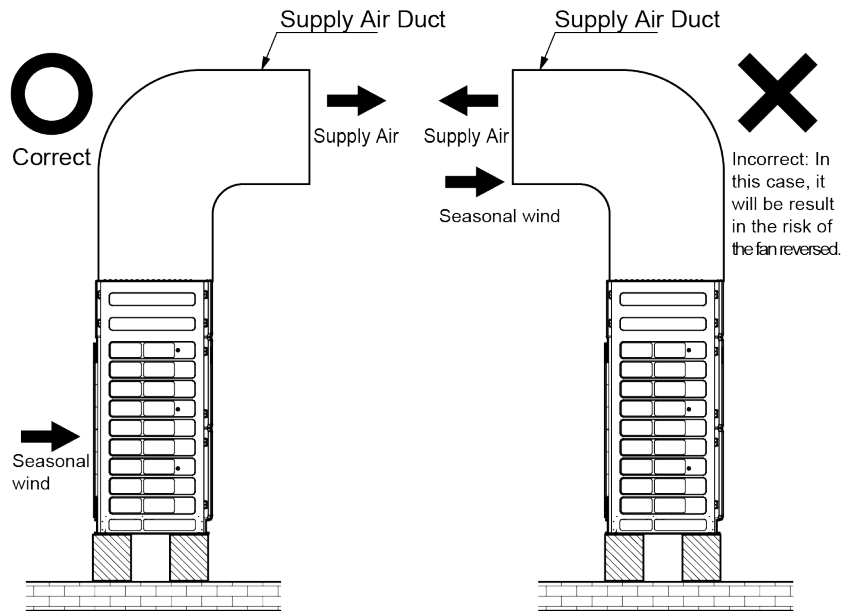 Supply Air Duct
Correct
Supply Air
Seasonal
wind
Supply Air Duct
Supply Air
Seasonal wind
Incorrect: In
this case, it
will be result
in the risk of
the fan reversed.